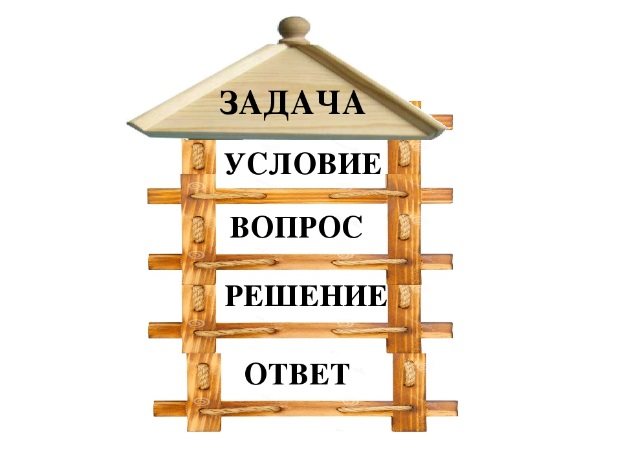 ЗАДАЧА
УСЛОВИЕ
ВОПРОС
РЕШЕНИЕ
ОТВЕТ